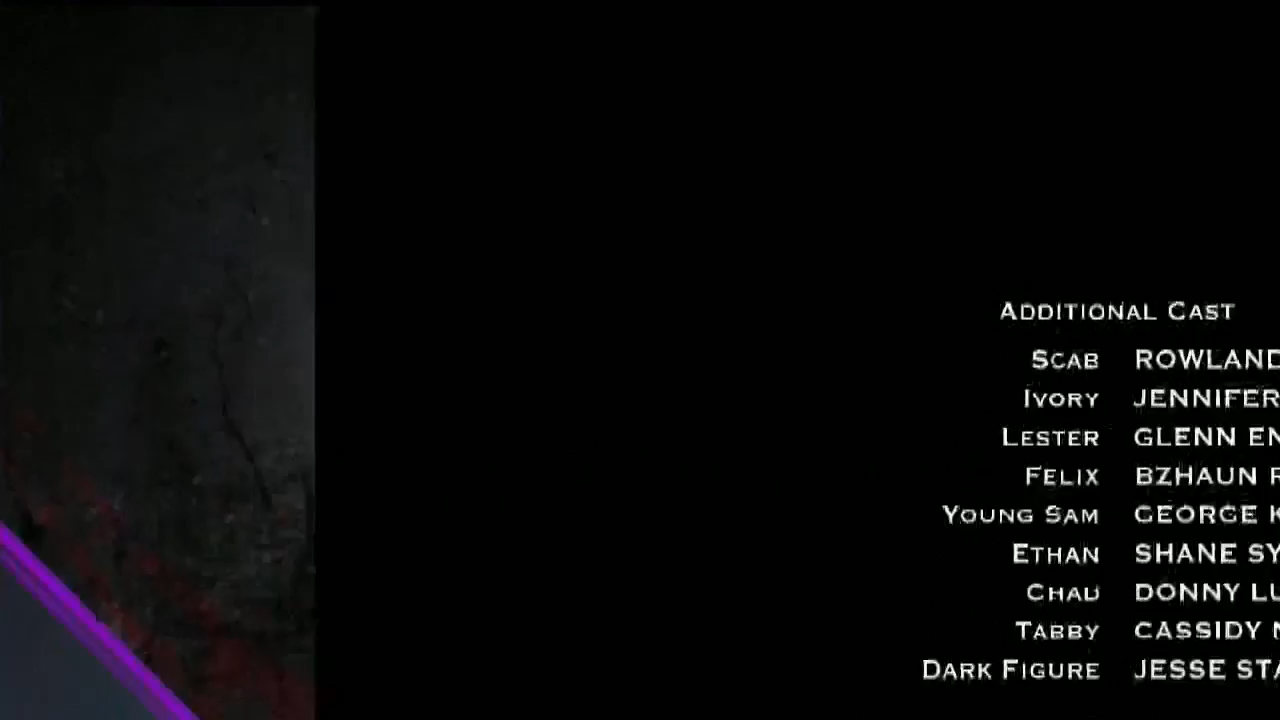 ADDITIONAL CAST
SCAB ROWLAND
IVORY JENNIFER
LESTER GLENN EN
FELIX BZHAUN R
YOUNG SAM GEORGE K
ETHAN SHANE SY
CHAD DONNY LU
TABBY CASSIDY
DARK FIGURE JESSE STA